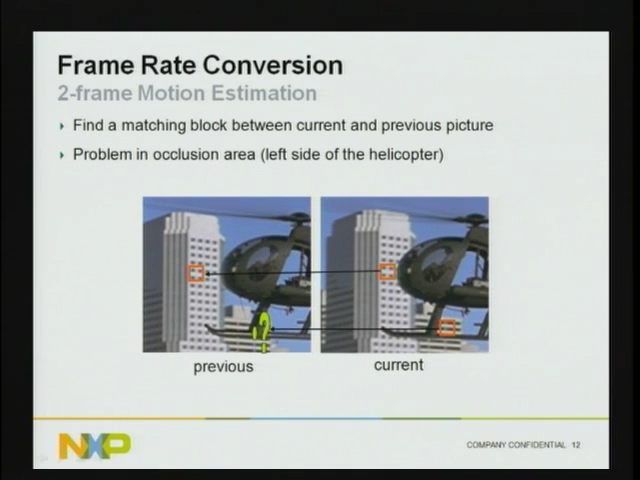 Frame Rate Conversion
2-frame Motion Estimation
Find a matching block between current and previous picture
Problem in occlusion area (left side of the helicopter)
?
previous
current
NXP
COMPANY CONFIDENTIAL 12